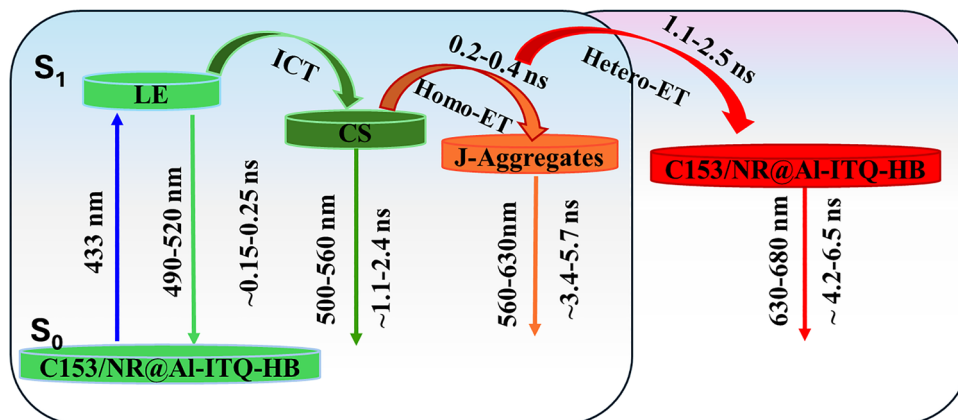 S1
LE
ICT
CS
0.2-0.4 ns
Homo-ET
J-Aggregates
1.1-2.5 ns
Hetero-ET
C153/NR@Al-ITQ-HB
433 nm
490-520 nm
~0.15-0.25 ns
500-560 nm
~1.1-2.4 ns
560-630nm
~3.4-5.7 ns
630-680 nm
~ 4.2-6.5 ns
S0
C153/NR@Al-ITQ-HB